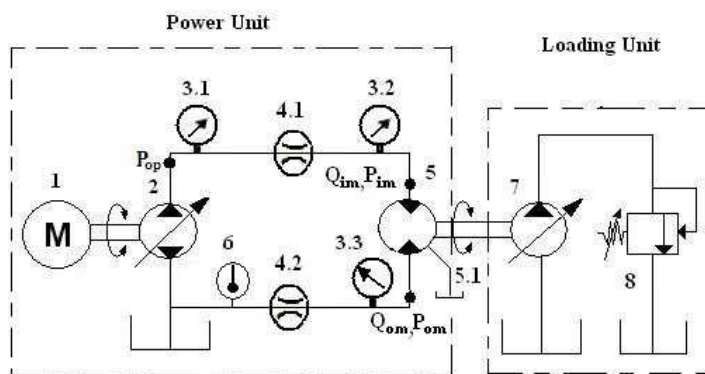 Power Unit
Loading Unit
3.1
3.2
4.1
P_op
Q_im,P_im
1
2
5
7
M
6
4.2
3.3
5.1
8
Q_om,P_om